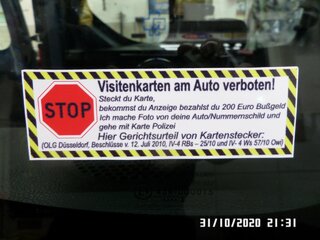 Visitenkarten am Auto verboten!
STOP
Steckst du Karte,
bekommst du Anzeige bezahlst du 200 Euro Bußgeld
Ich mache Foto von deine Auto/Nummernschild und
gehe mit Karte Polizei
Hier Gerichtsurteil von Kartenstecker:
(OLG Düsseldorf, Beschlüsse v. 12. Juli 2010, IV-4 RBs – 25/10 und IV- 4 Ws 57/10 Owi)
31/10/2020 21:31